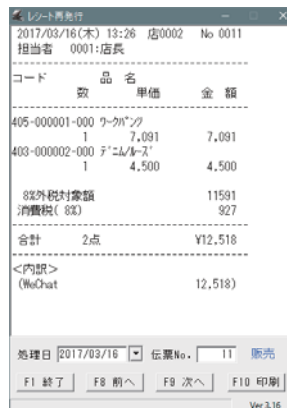 レシート再発行
2017/03/16(木) 13:26 店0002 No 0011
担当者 0001:店長
コード 品 名
数 単価 金 額
405-000001-000 ワークパンツ
1 7,091 7,091
403-000002-000 デニム/ルーズ
1 4,500 4,500
8%外税対象額 11591
消費税( 8%) 927
合計 2点 ¥12,518
<内訳>
(WeChat 12,518)
処理日 2017/03/16 伝票No. 11 販売
F1 終了 F8 前へ F9 次へ F10 印刷
Ver3.16